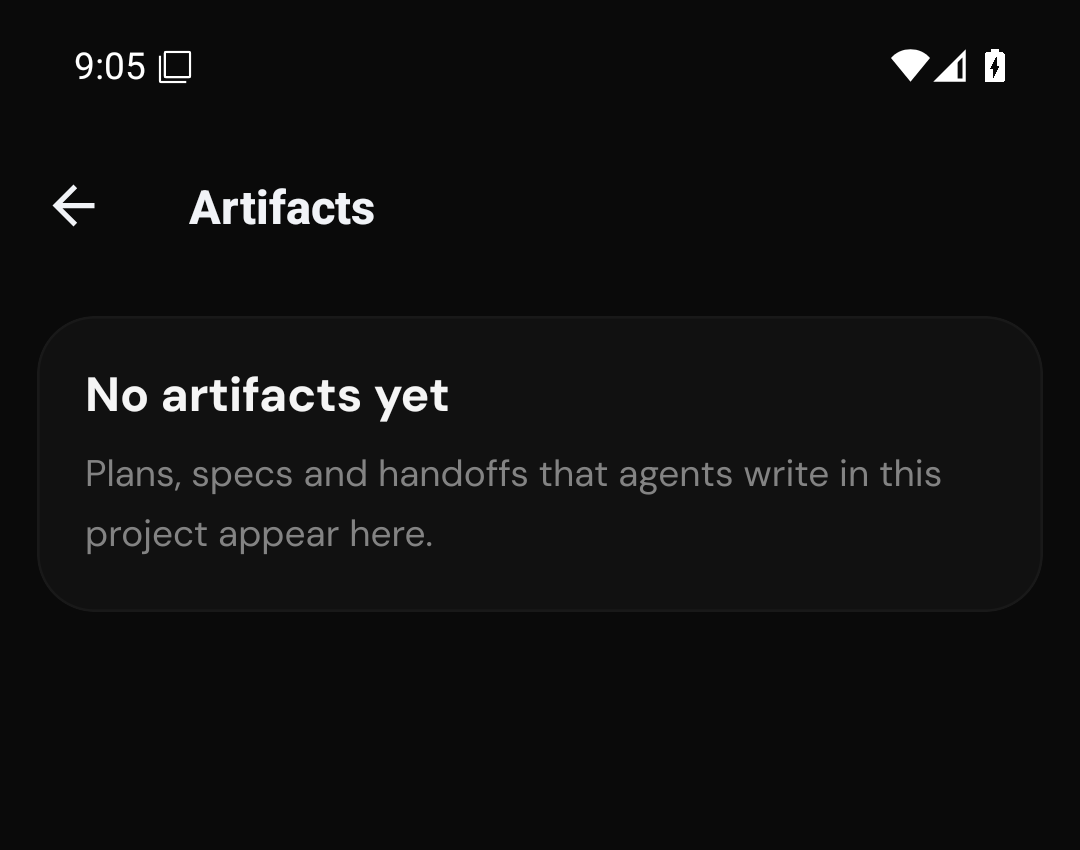 9:05
Artifacts
No artifacts yet
Plans, specs and handoffs that agents write in this
project appear here.